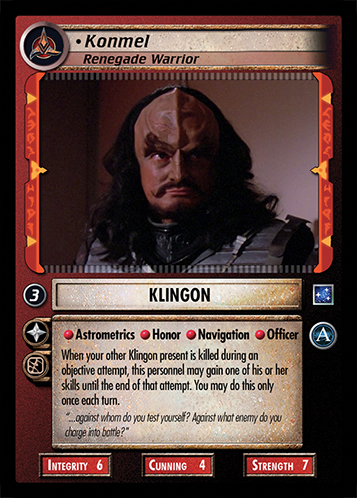 • Konmel
Renegade Warrior
3
KLINGON
A
• Astrometrics • Honor • Navigation • Officer
When your other Klingon present is killed during an
objective attempt, this personnel may gain one of his or her
skills until the end of that attempt. You may do this only
once each turn.
“...against whom do you test yourself? Against what enemy do you
charge into battle?”
INTEGRITY 6 CUNNING 4 STRENGTH 7